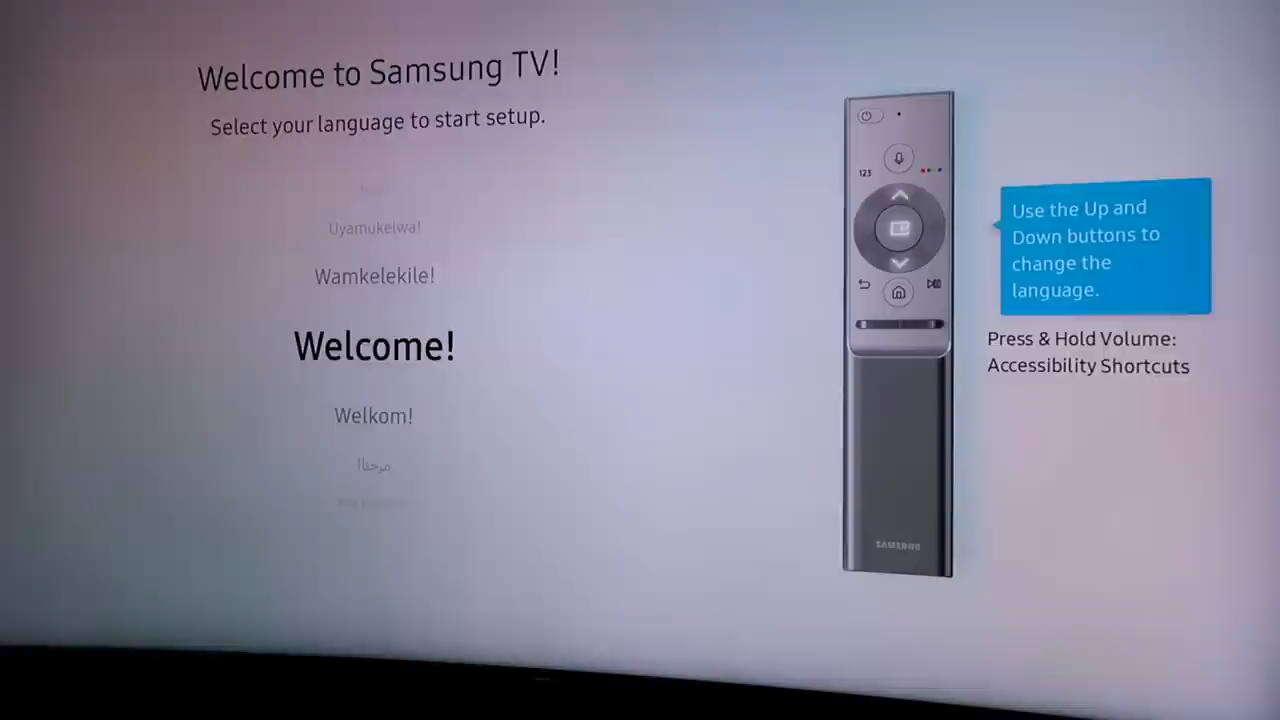 Welcome to Samsung TV!
Select your language to start setup.
Uyamukelwa!
Wamkelekile!
Welcome!
Welkom!
مرحبًا!
123
Use the Up and
Down buttons to
change the
language.
Press & Hold Volume:
Accessibility Shortcuts
SAMSUNG